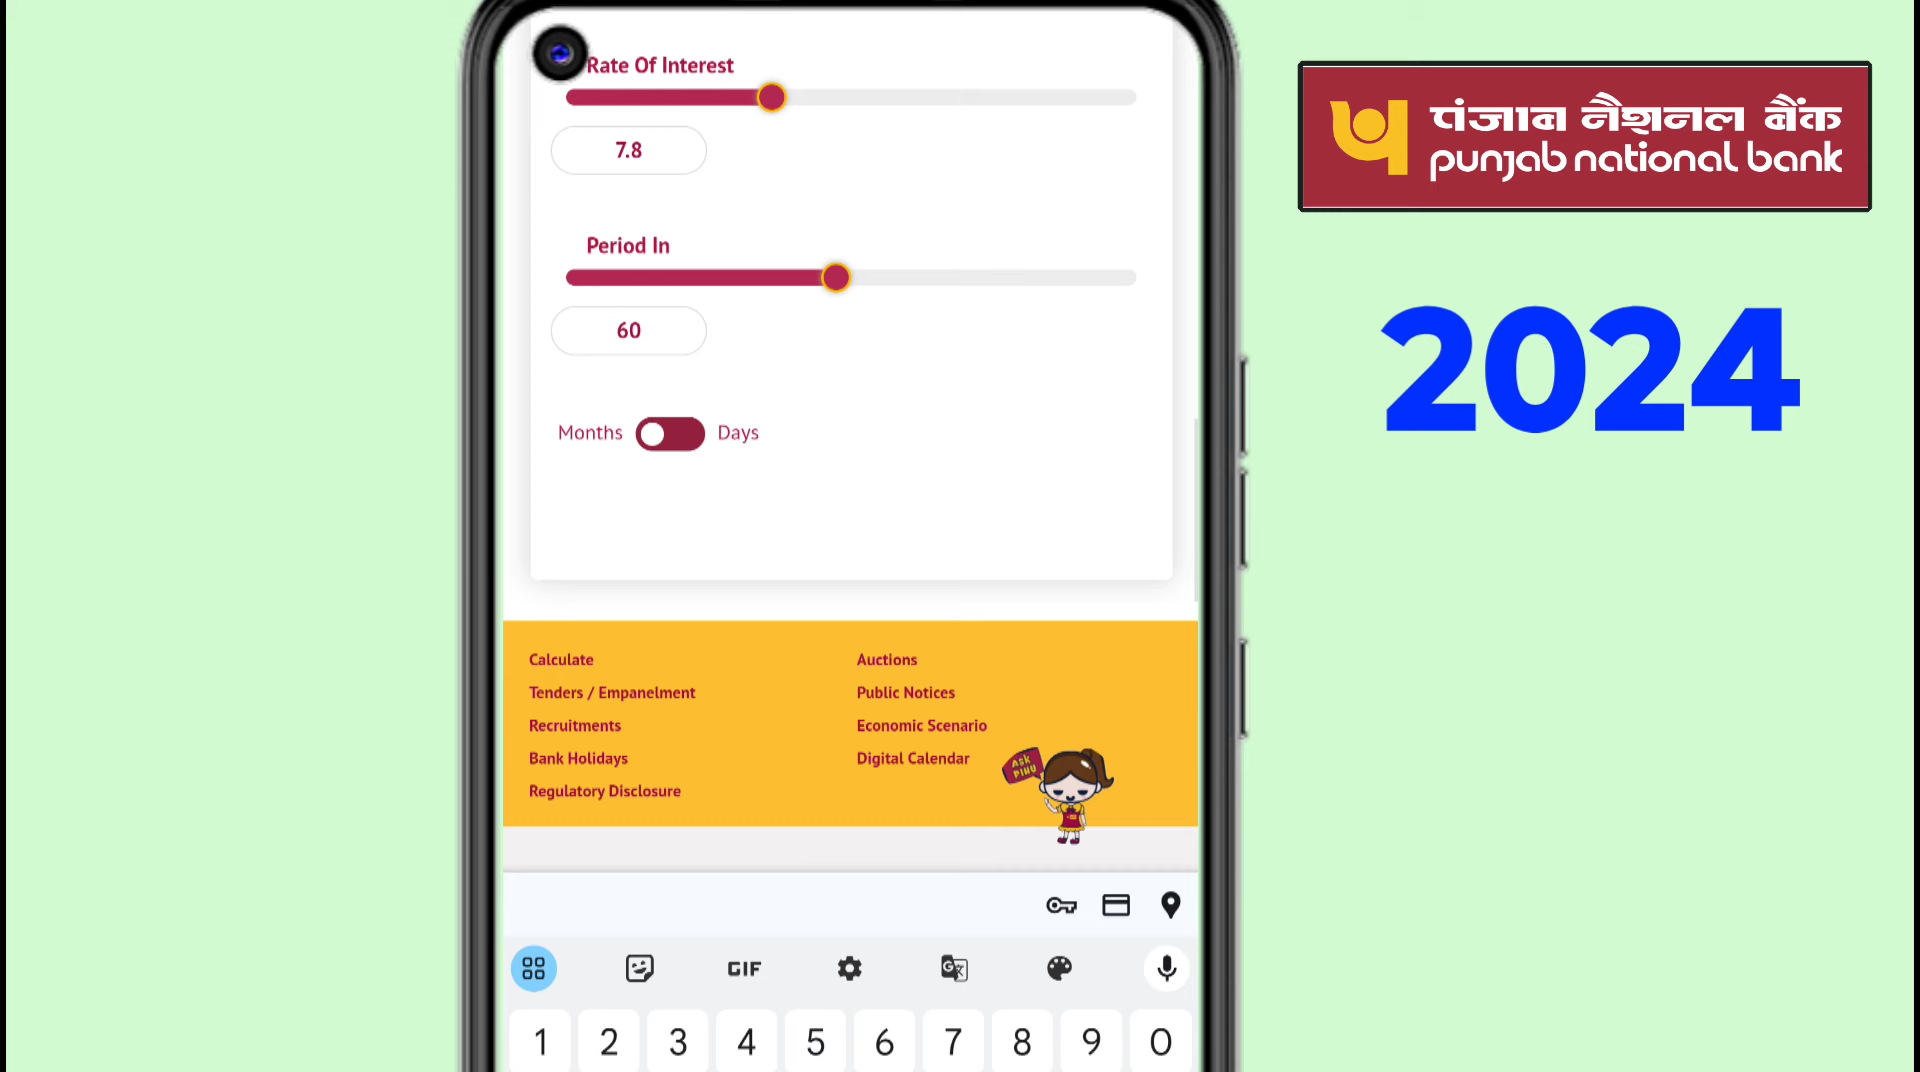 Rate Of Interest
7.8
Period In
60
Months Days
Calculate
Tenders / Empanelment
Recruitments
Bank Holidays
Regulatory Disclosure
Auctions
Public Notices
Economic Scenario
Digital Calendar
ASK
PIHU
GIF
1 2 3 4 5 6 7 8 9 0
पंजाब नैशनल बैंक
punjab national bank
2024